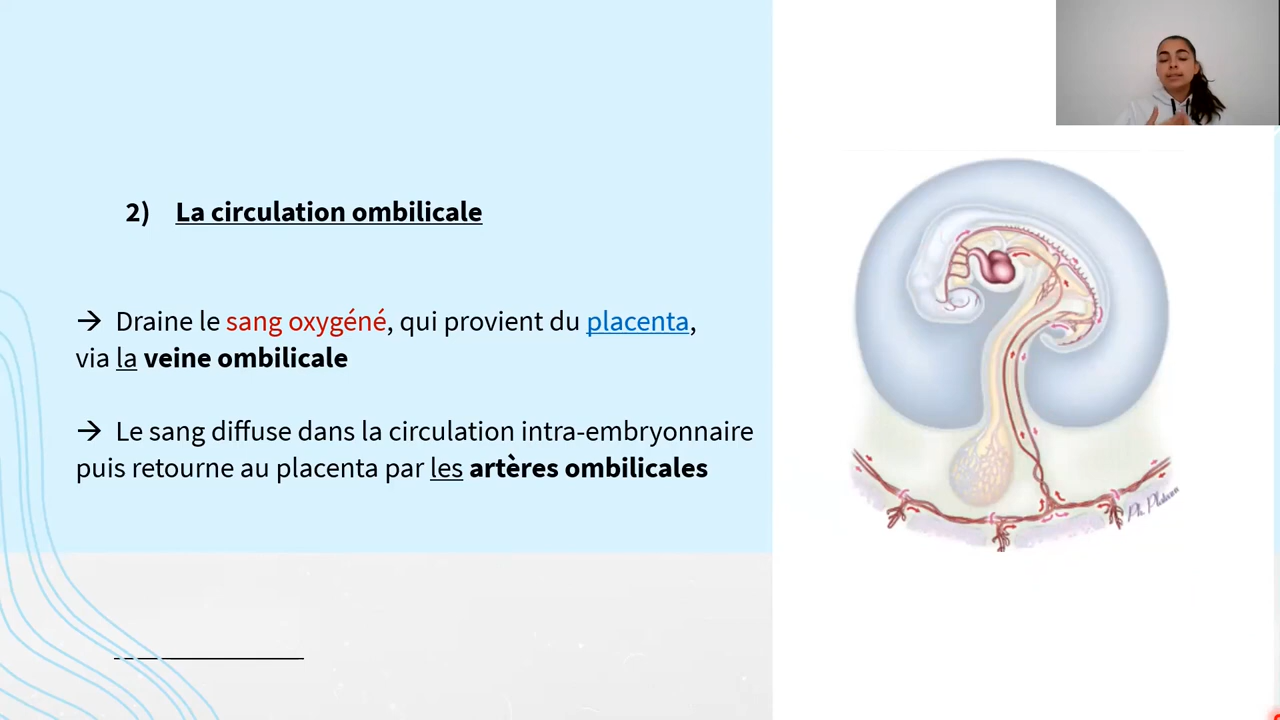 2) La circulation ombilicale
→ Draine le sang oxygéné, qui provient du placenta,
via la veine ombilicale
→ Le sang diffuse dans la circulation intra-embryonnaire
puis retourne au placenta par les artères ombilicales